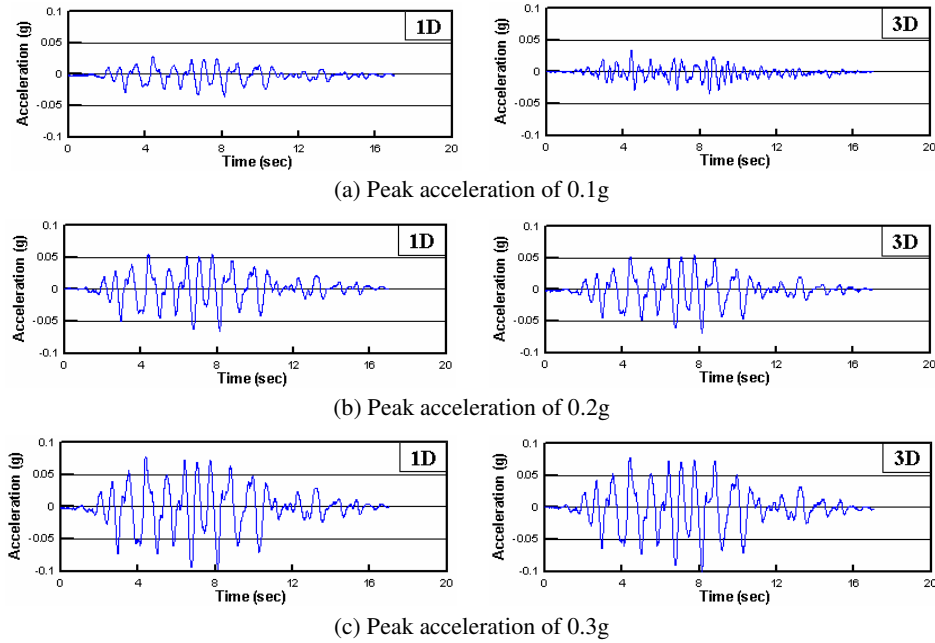 0.1
0.05
0
-0.05
-0.1
Acceleration (g)
1D
0 4 8 12 16 20
Time (sec)
0.1
0.05
0
-0.05
-0.1
Acceleration (g)
3D
0 4 8 12 16 20
Time (sec)
(a) Peak acceleration of 0.1g
0.1
0.05
0
-0.05
-0.1
Acceleration (g)
1D
0 4 8 12 16 20
Time (sec)
0.1
0.05
0
-0.05
-0.1
Acceleration (g)
3D
0 4 8 12 16 20
Time (sec)
(b) Peak acceleration of 0.2g
0.1
0.05
0
-0.05
-0.1
Acceleration (g)
1D
0 4 8 12 16 20
Time (sec)
0.1
0.05
0
-0.05
-0.1
Acceleration (g)
3D
0 4 8 12 16 20
Time (sec)
(c) Peak acceleration of 0.3g